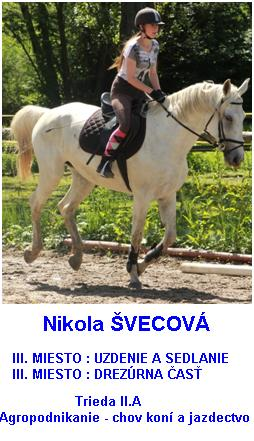 Nikola ŠVECOVÁ
III. MIESTO : UZDENIE A SEDLANIE
III. MIESTO : DREZÚRNA ČASŤ
Trieda II.A
Agropodnikanie - chov koní a jazdectvo